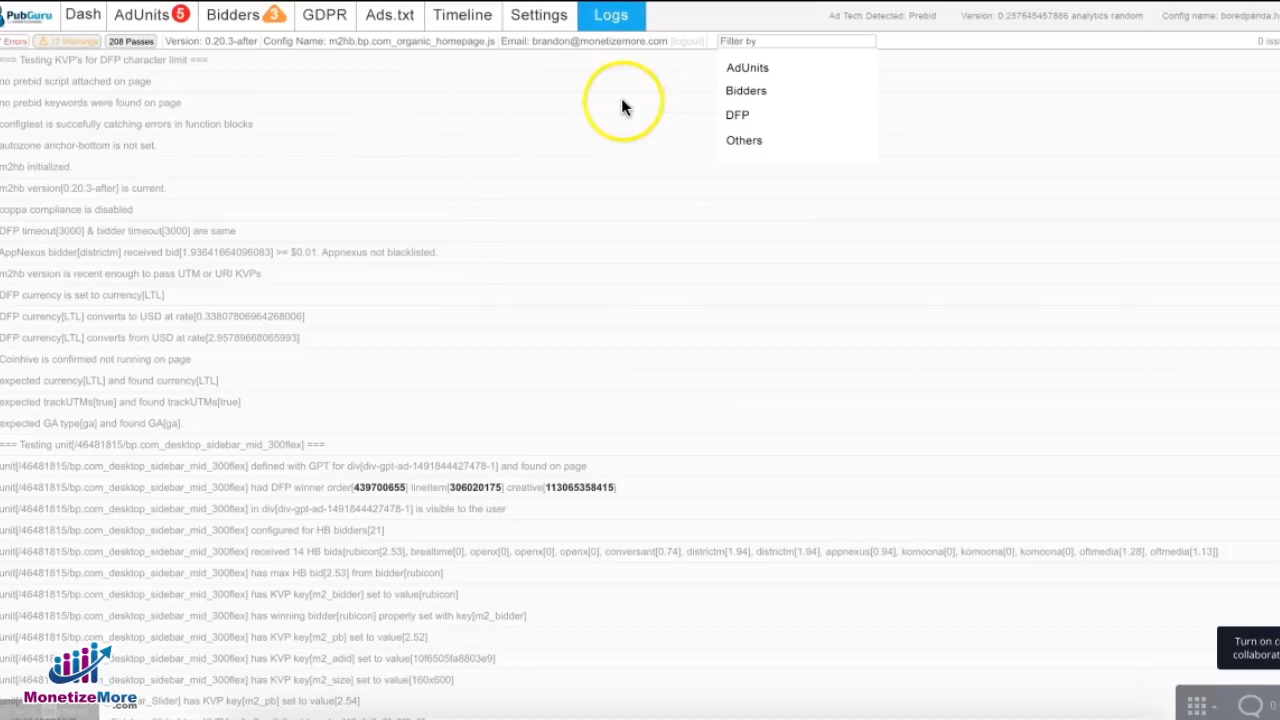 PubGuru Dash AdUnits 5 Bidders 3 GDPR Ads.txt Timeline Settings Logs Ad Tech Detected: Prebid Version: 0.257645457886 analytics random Config name: boredpanda.h
Errors 17 Warnings 208 Passes Version: 0.20.3-after Config Name: m2hb.bp.com_organic_homepage.js Email: brandon@monetizemore.com [logout] Filter by 0 iss
AdUnits
Bidders
DFP
Others
=== Testing KVP's for DFP character limit ===
no prebid script attached on page
no prebid keywords were found on page
configtest is succefully catching errors in function blocks
autozone anchor-bottom is not set.
m2hb initialized.
m2hb version[0.20.3-after] is current.
coppa compliance is disabled
DFP timeout[3000] & bidder timeout[3000] are same
AppNexus bidder[districtm] received bid[1.93641664096083] >= $0.01. Appnexus not blacklisted.
m2hb version is recent enough to pass UTM or URI KVPs
DFP currency is set to currency[LTL]
DFP currency[LTL] converts to USD at rate[0.33807806964268006]
DFP currency[LTL] converts from USD at rate[2.95789668065993]
Coinhive is confirmed not running on page
expected currency[LTL] and found currency[LTL]
expected trackUTMs[true] and found trackUTMs[true]
expected GA type[ga] and found GA[ga].
=== Testing unit[/46481815/bp.com_desktop_sidebar_mid_300flex] ===
unit[/46481815/bp.com_desktop_sidebar_mid_300flex] defined with GPT for div[div-gpt-ad-1491844427478-1] and found on page
unit[/46481815/bp.com_desktop_sidebar_mid_300flex] had DFP winner order[439700655] lineItem[306020175] creative[113065358415]
unit[/46481815/bp.com_desktop_sidebar_mid_300flex] in div[div-gpt-ad-1491844427478-1] is visible to the user
unit[/46481815/bp.com_desktop_sidebar_mid_300flex] configured for HB bidders[21]
unit[/46481815/bp.com_desktop_sidebar_mid_300flex] received 14 HB bids[rubicon[2.53], brealtime[0], openx[0], openx[0], openx[0], conversant[0.74], districtm[1.94], districtm[1.94], appnexus[0.94], komoona[0], komoona[0], komoona[0], oftmedia[1.28], oftmedia[1.13]]
unit[/46481815/bp.com_desktop_sidebar_mid_300flex] has max HB bid[2.53] from bidder[rubicon]
unit[/46481815/bp.com_desktop_sidebar_mid_300flex] has KVP key[m2_bidder] set to value[rubicon]
unit[/46481815/bp.com_desktop_sidebar_mid_300flex] has winning bidder[rubicon] properly set with key[m2_bidder]
unit[/46481815/bp.com_desktop_sidebar_mid_300flex] has KVP key[m2_pb] set to value[2.52]
unit[/46481815/bp.com_desktop_sidebar_mid_300flex] has KVP key[m2_adid] set to value[10f6505fa8803e9]
unit[/46481815/bp.com_desktop_sidebar_mid_300flex] has KVP key[m2_size] set to value[160x600]
bar_Slider] has KVP key[m2_pb] set to value[2.54]
MonetizeMore
.com
Turn on c
collaborat
0